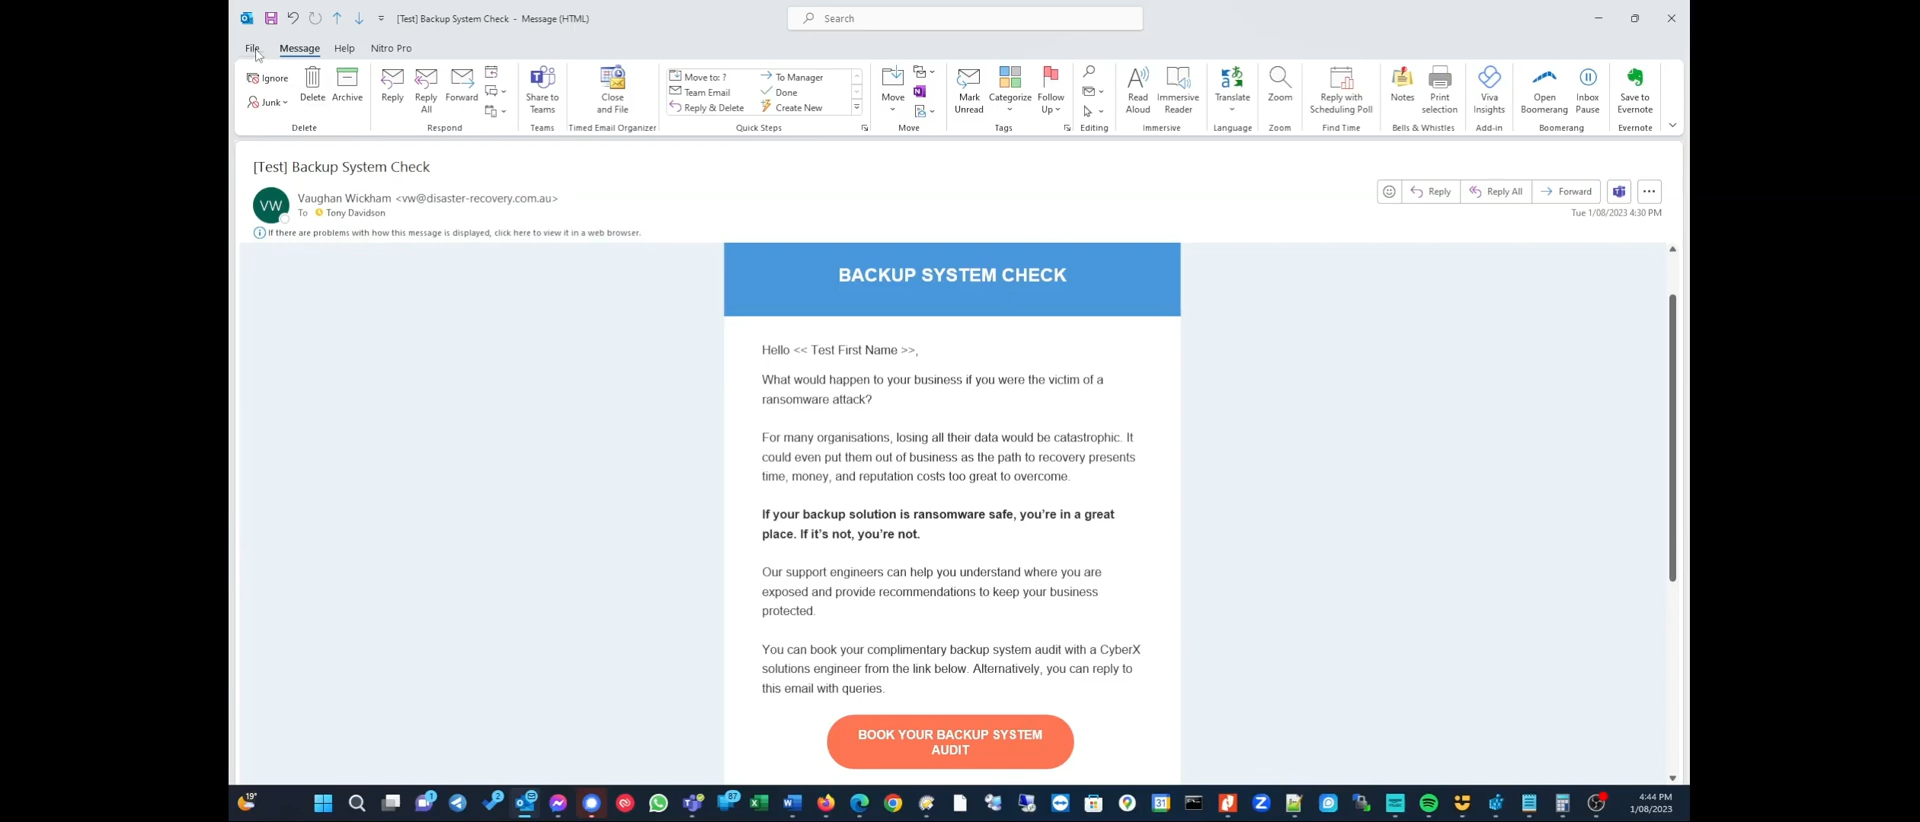 [Test] Backup System Check - Message (HTML)
Search
File Message Help Nitro Pro
Ignore
Junk
Delete
Archive
Delete
Reply
Reply All
Forward
Respond
Share to Teams
Teams
Close and File
Timed Email Organizer
Move to: ?
To Manager
Team Email
Done
Reply & Delete
Create New
Quick Steps
Move
Move
Mark Unread
Categorize
Follow Up
Tags
Editing
Read Aloud
Immersive Reader
Immersive
Translate
Language
Zoom
Zoom
Reply with Scheduling Poll
Find Time
Notes
Print selection
Bells & Whistles
Viva Insights
Add-in
Open Boomerang
Inbox Pause
Boomerang
Save to Evernote
Evernote
[Test] Backup System Check
VW
Vaughan Wickham <vw@disaster-recovery.com.au>
To Tony Davidson
Reply Reply All Forward
Tue 1/08/2023 4:30 PM
If there are problems with how this message is displayed, click here to view it in a web browser.
BACKUP SYSTEM CHECK
Hello << Test First Name >>,
What would happen to your business if you were the victim of a
ransomware attack?
For many organisations, losing all their data would be catastrophic. It
could even put them out of business as the path to recovery presents
time, money, and reputation costs too great to overcome.
If your backup solution is ransomware safe, you're in a great
place. If it's not, you're not.
Our support engineers can help you understand where you are
exposed and provide recommendations to keep your business
protected.
You can book your complimentary backup system audit with a CyberX
solutions engineer from the link below. Alternatively, you can reply to
this email with queries.
BOOK YOUR BACKUP SYSTEM
AUDIT
19°
1
2
87
31
4:44 PM
1/08/2023